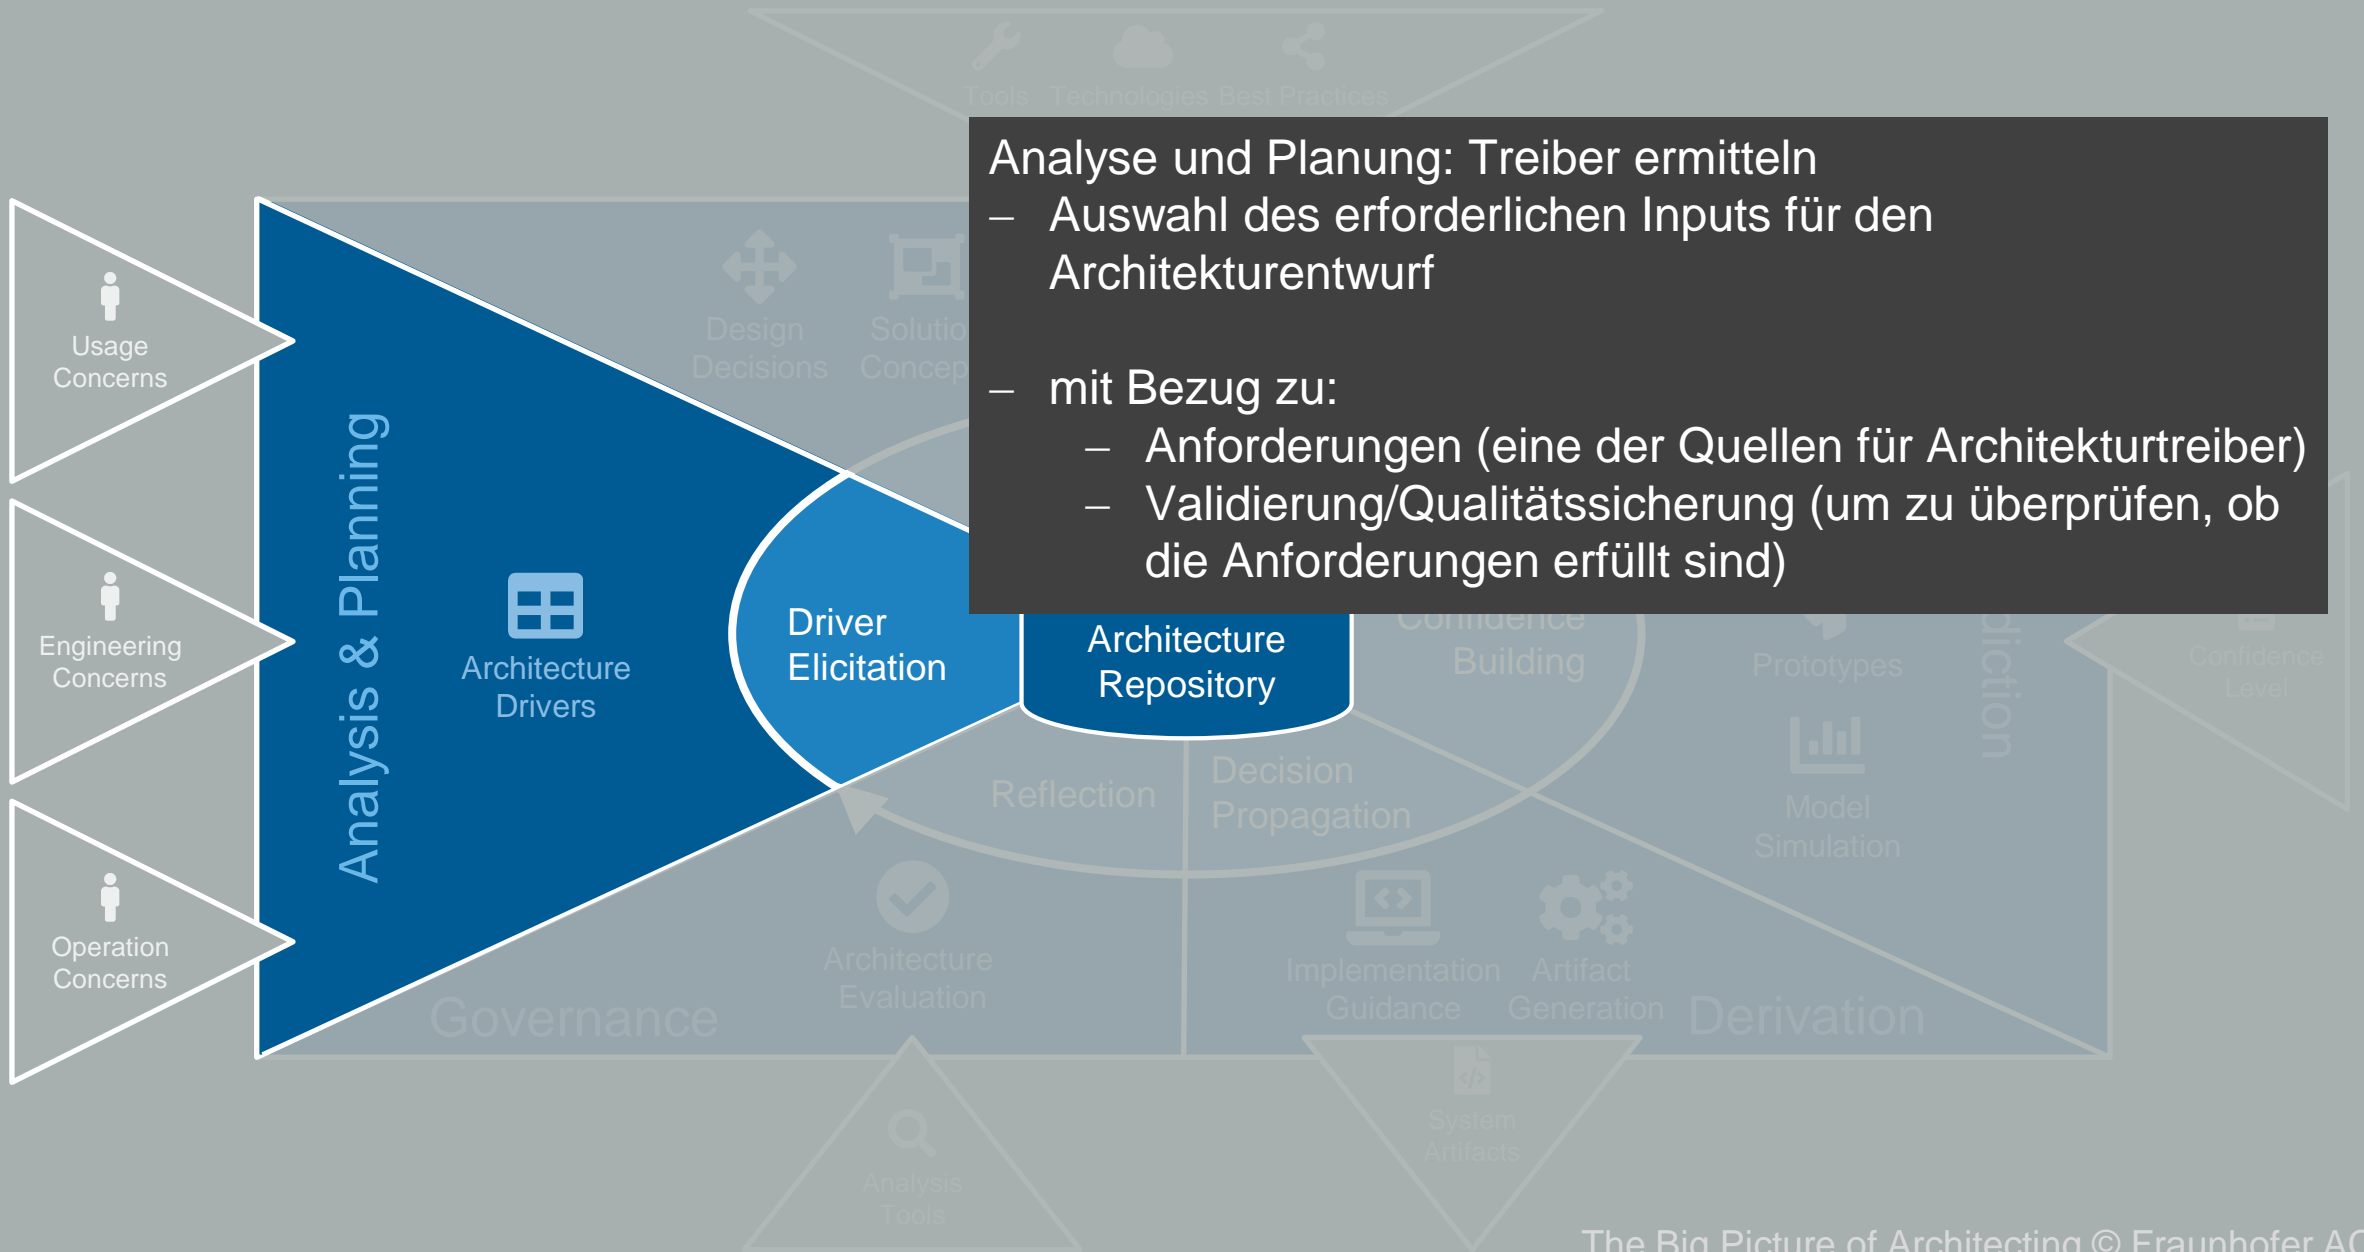 Tools Technologies Best Practices
Analyse und Planung: Treiber ermitteln
– Auswahl des erforderlichen Inputs für den
Architekturentwurf
– mit Bezug zu:
– Anforderungen (eine der Quellen für Architekturtreiber)
– Validierung/Qualitätssicherung (um zu überprüfen, ob
die Anforderungen erfüllt sind)
Usage
Concerns
Engineering
Concerns
Operation
Concerns
Analysis & Planning
Architecture
Drivers
Design
Decisions
Driver
Elicitation
Architecture
Repository
Confidence
Building
Prototypes
Model
Simulation
Confidence
Level
Reflection
Decision
Propagation
Architecture
Evaluation
Implementation
Guidance
Artifact
Generation
Governance
Derivation
Analysis
Tools
System
Artifacts
The Big Picture of Architecting © Fraunhofer